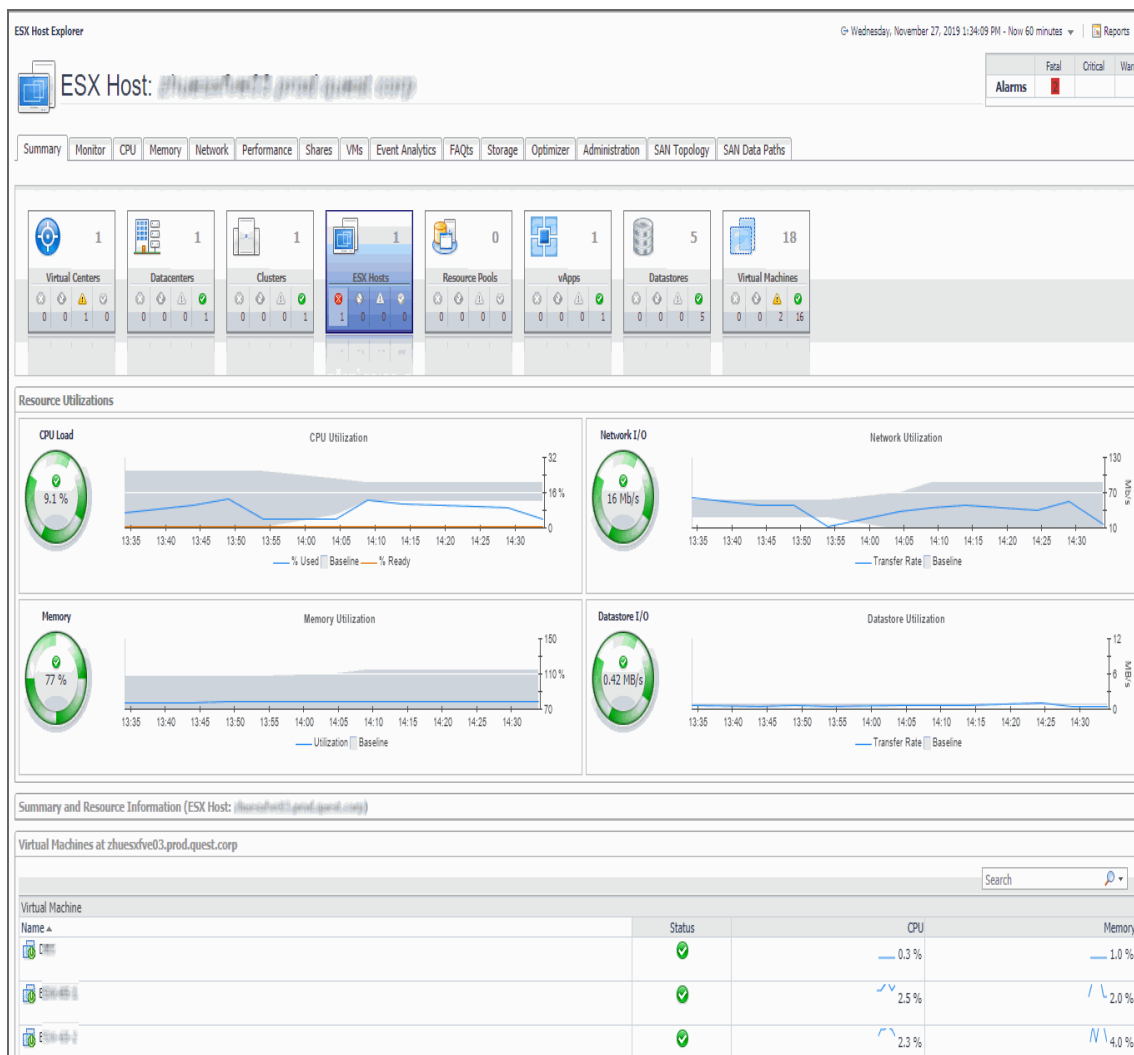 ESX Host Explorer
Wednesday, November 27, 2019 1:34:09 PM - Now 60 minutes
Reports
ESX Host:
Fatal Critical War
Alarms 2
Summary Monitor CPU Memory Network Performance Shares VMs Event Analytics FAQts Storage Optimizer Administration SAN Topology SAN Data Paths
1 1 1 1 0 1 5 18
Virtual Centers Datacenters Clusters ESX Hosts Resource Pools vApps Datastores Virtual Machines
0 0 1 0 0 0 0 1 0 0 0 1 1 0 0 0 0 0 0 0 0 0 0 1 0 0 0 5 0 0 2 16
Resource Utilizations
CPU Load
CPU Utilization
9.1 %
32
16 %
0
13:35 13:40 13:45 13:50 13:55 14:00 14:05 14:10 14:15 14:20 14:25 14:30
% Used Baseline % Ready
Network I/O
Network Utilization
16 Mb/s
130
70
10
Mb/s
13:35 13:40 13:45 13:50 13:55 14:00 14:05 14:10 14:15 14:20 14:25 14:30
Transfer Rate Baseline
Memory
Memory Utilization
77 %
150
110 %
70
13:35 13:40 13:45 13:50 13:55 14:00 14:05 14:10 14:15 14:20 14:25 14:30
Utilization Baseline
Datastore I/O
Datastore Utilization
0.42 MB/s
12
6
0
MB/s
13:35 13:40 13:45 13:50 13:55 14:00 14:05 14:10 14:15 14:20 14:25 14:30
Transfer Rate Baseline
Summary and Resource Information (ESX Host: )
Virtual Machines at zhuesxfve03.prod.quest.corp
Search
Virtual Machine
Name Status CPU Memory
0.3 % 1.0 %
2.5 % 2.0 %
2.3 % 4.0 %